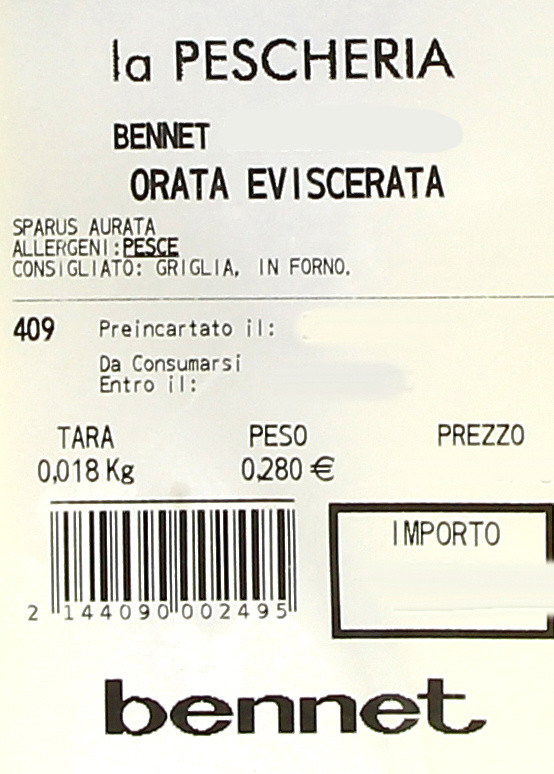 la PESCHERIA
BENNET
ORATA EVISCERATA
SPARUS AURATA
ALLERGENI:PESCE
CONSIGLIATO: GRIGLIA, IN FORNO.
409 Preincartato il:
Da Consumarsi
Entro il:
TARA PESO PREZZO
0,018 Kg 0,280 €
IMPORTO
2 144090 002495
bennet